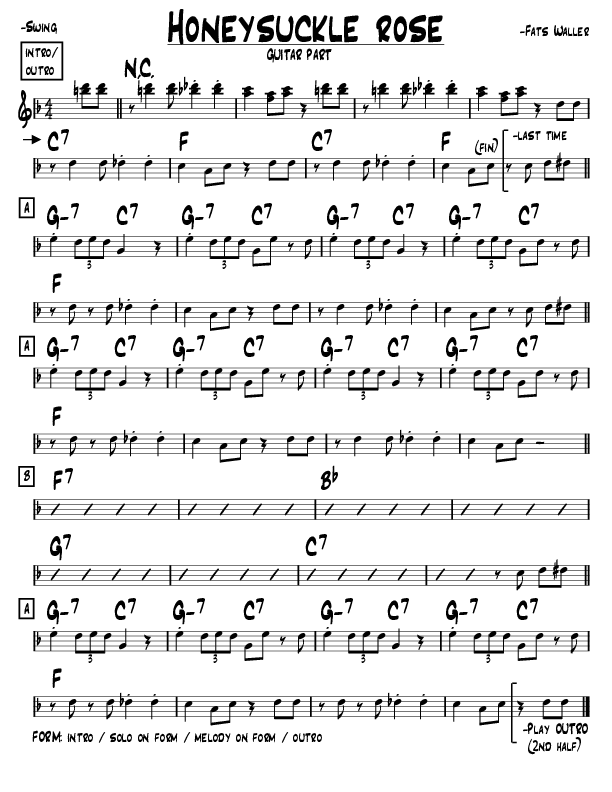 -Swing
Honeysuckle rose
-Fats Waller
Guitar part
intro/
outro
N.C.
C7 F C7 F (fin) -last time
A G-7 C7 G-7 C7 G-7 C7 G-7 C7
3 3 3 3
F
A G-7 C7 G-7 C7 G-7 C7 G-7 C7
3 3 3 3
F
B F7 Bb
G7 C7
A G-7 C7 G-7 C7 G-7 C7 G-7 C7
3 3 3 3
F
FORM: intro / solo on form / melody on form / outro
-Play OUTRO
(2nd half)